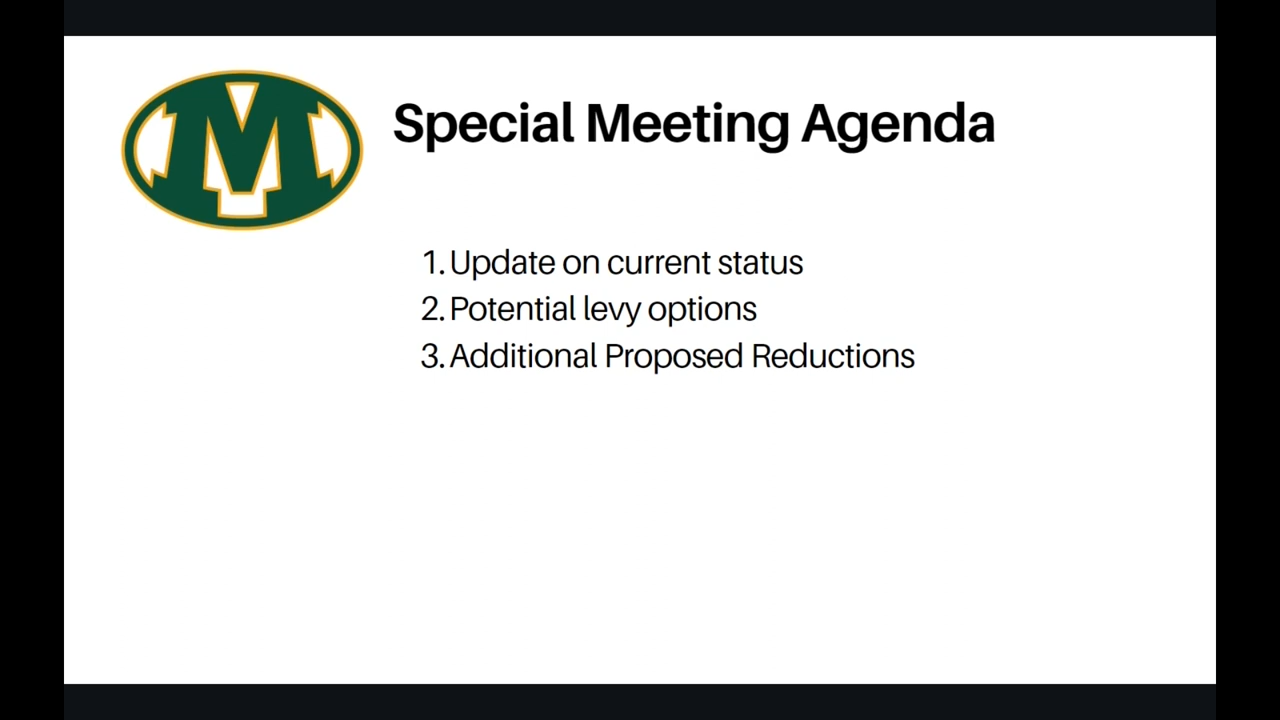 M
Special Meeting Agenda
1. Update on current status
2. Potential levy options
3. Additional Proposed Reductions